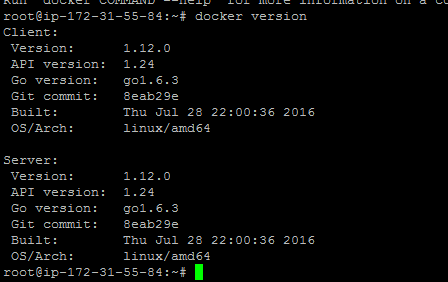 Run 'docker COMMAND --help' for more information on a co
root@ip-172-31-55-84:~# docker version
Client:
 Version:      1.12.0
 API version:  1.24
 Go version:   go1.6.3
 Git commit:   8eab29e
 Built:        Thu Jul 28 22:00:36 2016
 OS/Arch:      linux/amd64

Server:
 Version:      1.12.0
 API version:  1.24
 Go version:   go1.6.3
 Git commit:   8eab29e
 Built:        Thu Jul 28 22:00:36 2016
 OS/Arch:      linux/amd64
root@ip-172-31-55-84:~#